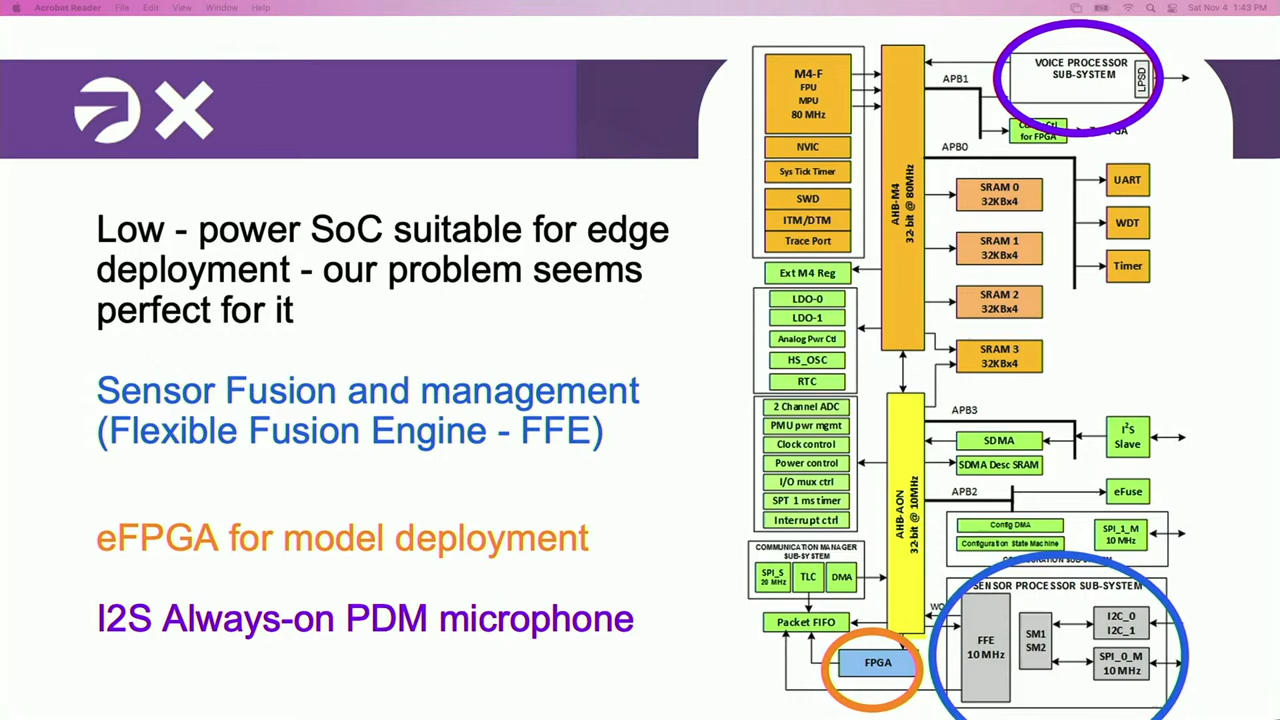 Acrobat Reader File Edit View Window Help
Sat Nov 4 1:43 PM
Low - power SoC suitable for edge
deployment - our problem seems
perfect for it
Sensor Fusion and management
(Flexible Fusion Engine - FFE)
eFPGA for model deployment
I2S Always-on PDM microphone
M4-F
FPU
MPU
80 MHz
NVIC
Sys Tick Timer
SWD
ITM/DTM
Trace Port
Ext M4 Reg
LDO-0
LDO-1
Analog Pwr Ctl
HS_OSC
RTC
2 Channel ADC
PMU pwr mgmt
Clock control
Power control
I/O mux ctrl
SPT 1 ms timer
Interrupt ctrl
COMMUNICATION MANAGER
SUB-SYSTEM
SPI_S
20 MHz
TLC
DMA
Packet FIFO
FPGA
AHB-M4
32-bit @ 80MHz
AHB-AON
32-bit @ 10MHz
VOICE PROCESSOR
SUB-SYSTEM
LPSD
APB1
for FPGA
APB0
SRAM 0
32KBx4
SRAM 1
32KBx4
SRAM 2
32KBx4
SRAM 3
32KBx4
UART
WDT
Timer
APB3
SDMA
SDMA Desc SRAM
I2S
Slave
APB2
eFuse
Config DMA
Configuration State Machine
SPI_1_M
10 MHz
SENSOR PROCESSOR SUB-SYSTEM
FFE
10 MHz
SM1
SM2
I2C_0
I2C_1
SPI_0_M
10 MHz